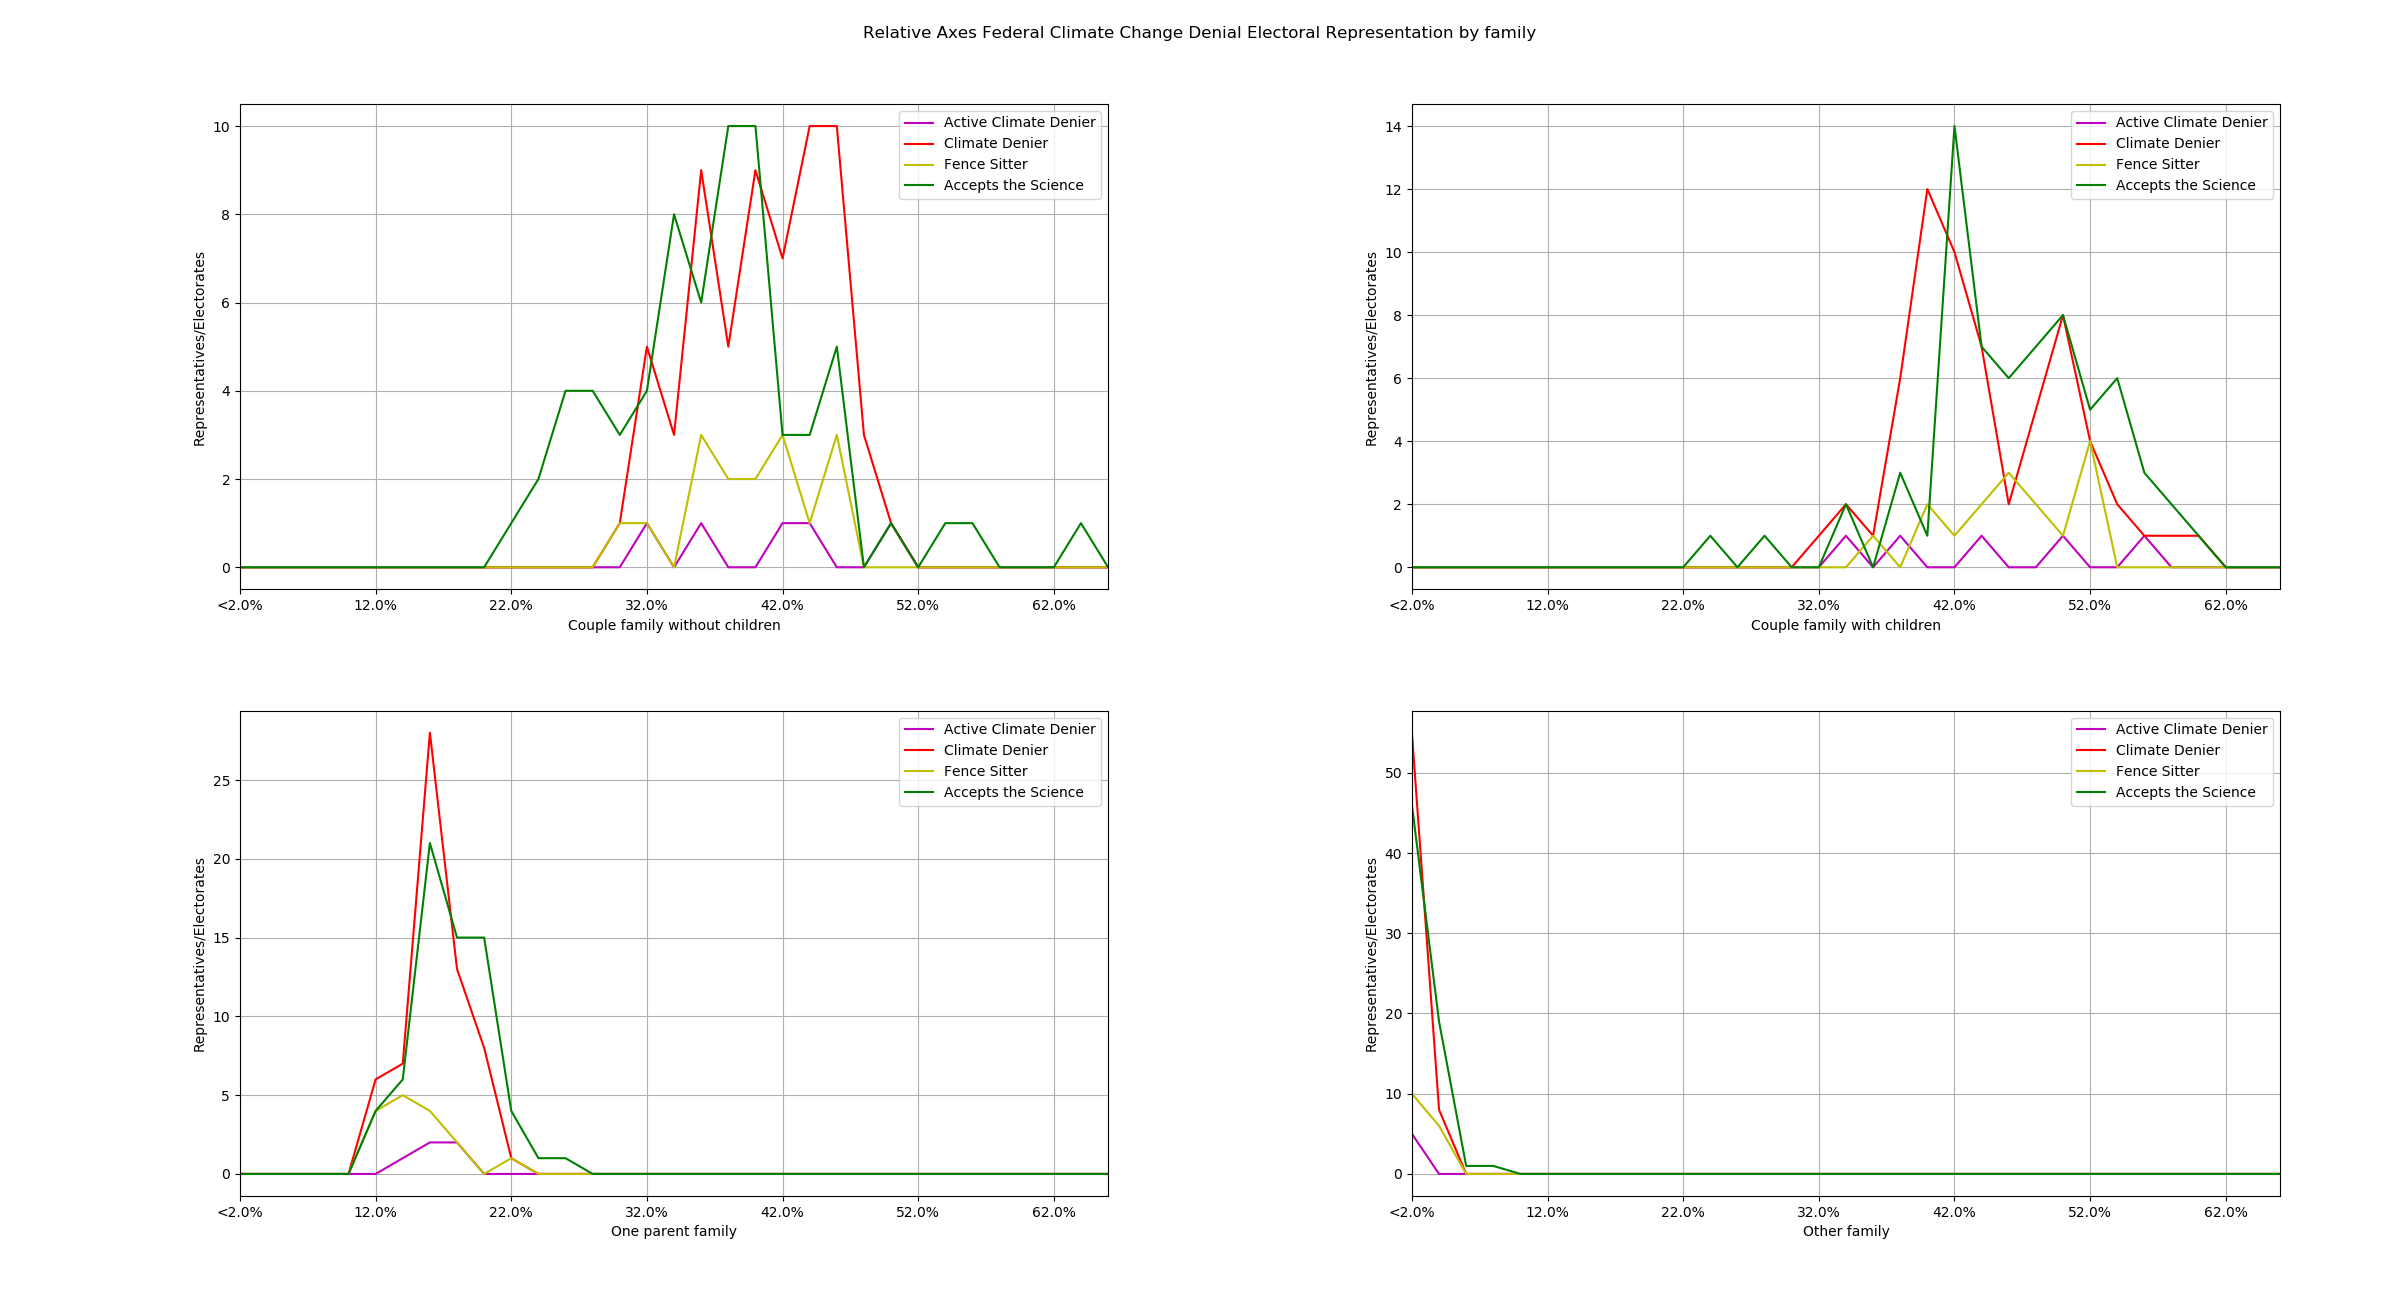 Relative Axes Federal Climate Change Denial Electoral Representation by family
Representatives/Electorates
10
8
6
4
2
0
Active Climate Denier
Climate Denier
Fence Sitter
Accepts the Science
<2.0% 12.0% 22.0% 32.0% 42.0% 52.0% 62.0%
Couple family without children
Representatives/Electorates
14
12
10
8
6
4
2
0
Active Climate Denier
Climate Denier
Fence Sitter
Accepts the Science
<2.0% 12.0% 22.0% 32.0% 42.0% 52.0% 62.0%
Couple family with children
Representatives/Electorates
25
20
15
10
5
0
Active Climate Denier
Climate Denier
Fence Sitter
Accepts the Science
<2.0% 12.0% 22.0% 32.0% 42.0% 52.0% 62.0%
One parent family
Representatives/Electorates
50
40
30
20
10
0
Active Climate Denier
Climate Denier
Fence Sitter
Accepts the Science
<2.0% 12.0% 22.0% 32.0% 42.0% 52.0% 62.0%
Other family